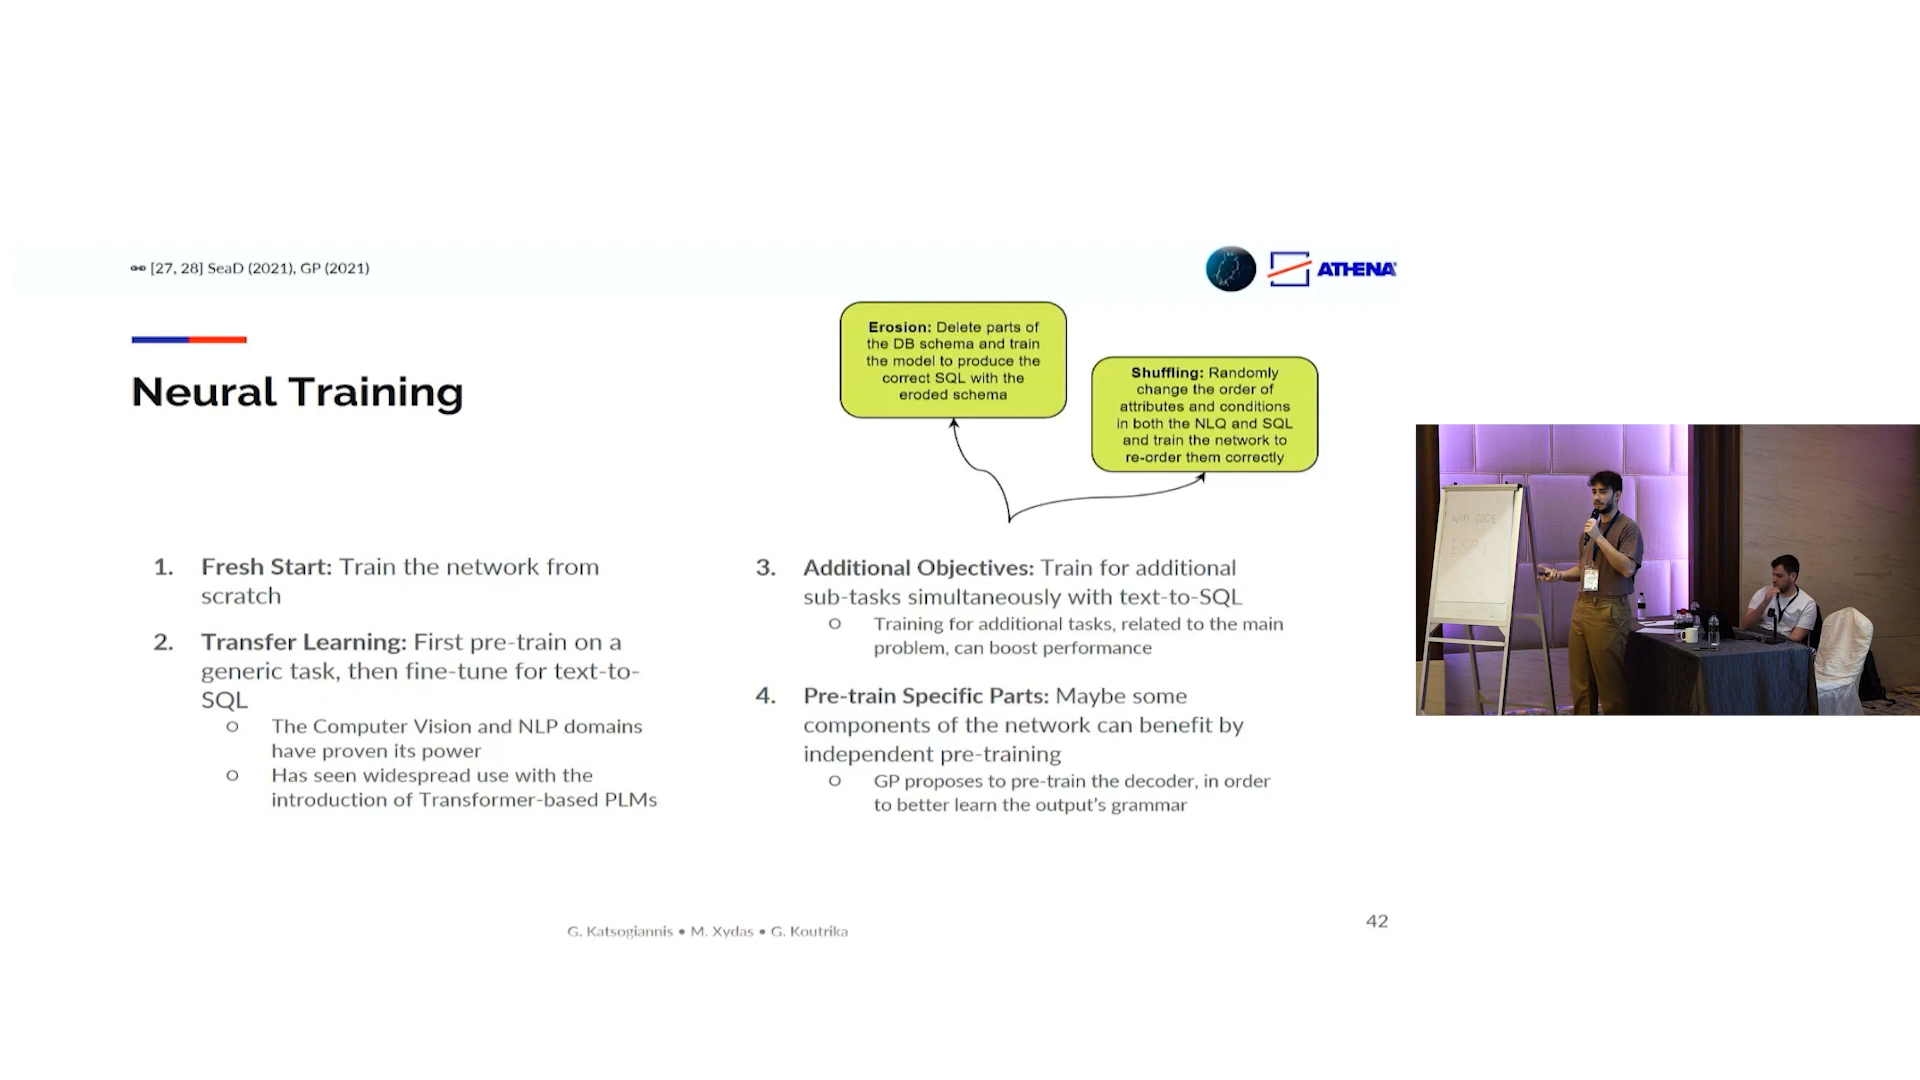 [27, 28] SeaD (2021), GP (2021)
ATHENA
Neural Training
Erosion: Delete parts of
the DB schema and train
the model to produce the
correct SQL with the
eroded schema
Shuffling: Randomly
change the order of
attributes and conditions
in both the NLQ and SQL
and train the network to
re-order them correctly
1. Fresh Start: Train the network from
scratch
2. Transfer Learning: First pre-train on a
generic task, then fine-tune for text-to-
SQL
○ The Computer Vision and NLP domains
have proven its power
○ Has seen widespread use with the
introduction of Transformer-based PLMs
3. Additional Objectives: Train for additional
sub-tasks simultaneously with text-to-SQL
○ Training for additional tasks, related to the main
problem, can boost performance
4. Pre-train Specific Parts: Maybe some
components of the network can benefit by
independent pre-training
○ GP proposes to pre-train the decoder, in order
to better learn the output's grammar
WIFI CODE
G. Katsogiannis • M. Xydas • G. Koutrika
42